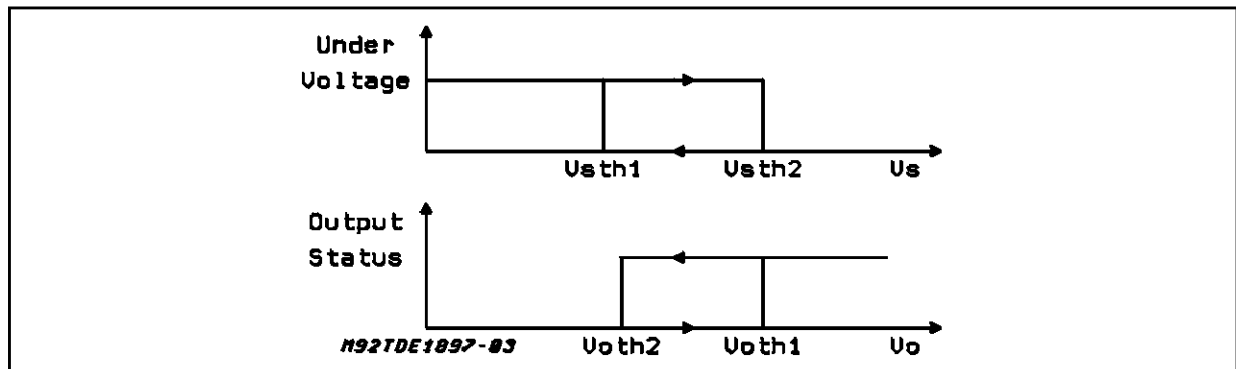 Under
Voltage
Vsth1 Vsth2 Vs
Output
Status
M92TDE1897-03 Voth2 Voth1 Vo